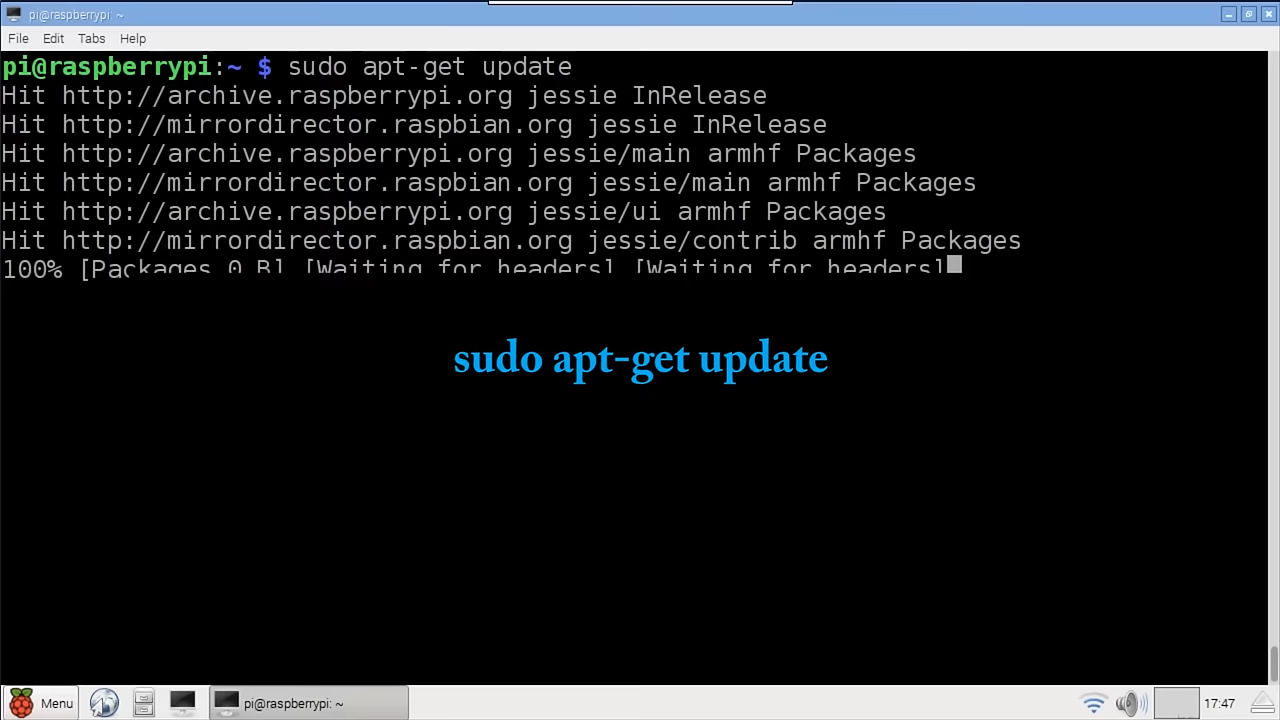 pi@raspberrypi: ~
File Edit Tabs Help
pi@raspberrypi:~ $ sudo apt-get update
Hit http://archive.raspberrypi.org jessie InRelease
Hit http://mirrordirector.raspbian.org jessie InRelease
Hit http://archive.raspberrypi.org jessie/main armhf Packages
Hit http://mirrordirector.raspbian.org jessie/main armhf Packages
Hit http://archive.raspberrypi.org jessie/ui armhf Packages
Hit http://mirrordirector.raspbian.org jessie/contrib armhf Packages
100% [Packages 0 B] [Waiting for headers] [Waiting for headers]
sudo apt-get update
Menu pi@raspberrypi: ~ 17:47